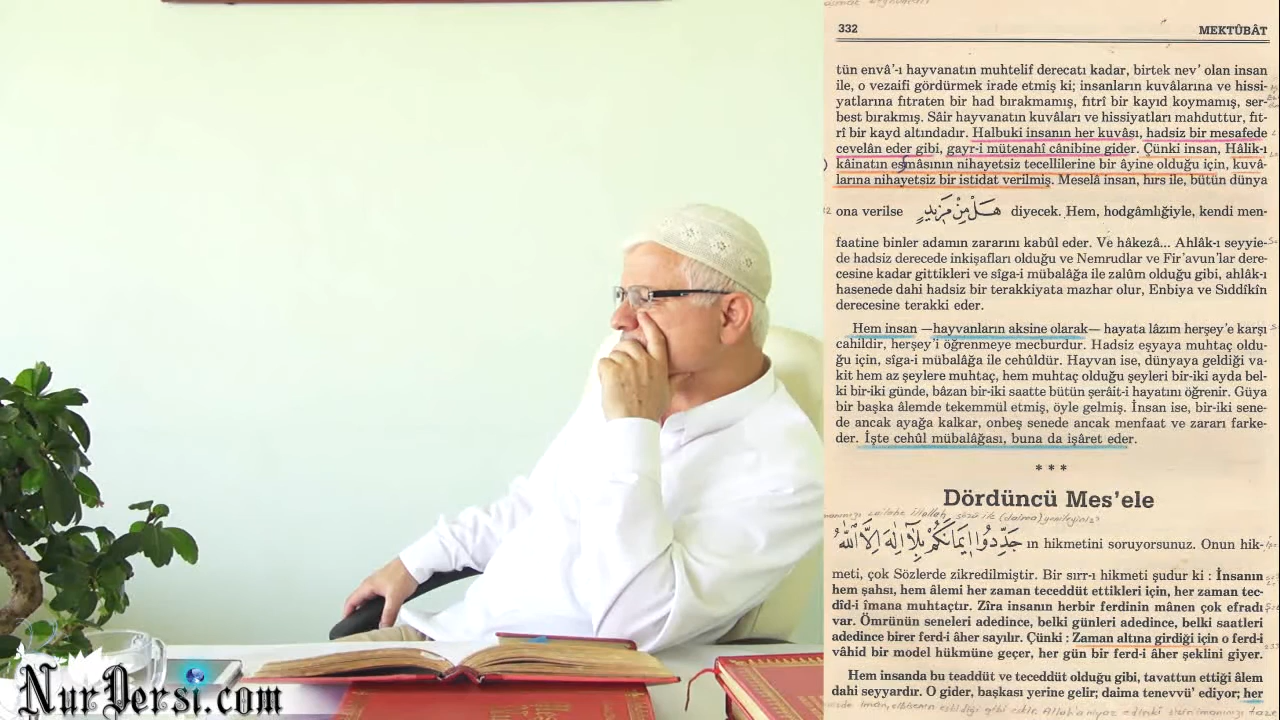 332
MEKTÛBÂT
tün envâ'-ı hayvanatın muhtelif derecatı kadar, birtek nev' olan insan
ile, o vezaifi gördürmek irade etmiş ki; insanların kuvâlarına ve hissi-
yatlarına fıtraten bir had bırakmamış, fıtrî bir kayıd koymamış, ser-
best bırakmış. Sâir hayvanatın kuvâları ve hissiyatları mahduttur, fıt-
rî bir kayd altındadır. Halbuki insanın her kuvâsı, hadsiz bir mesafede
cevelân eder gibi, gayr-i mütenahî cânibine gider. Çünki insan, Hâlik-ı
kâinatın esmâsının nihayetsiz tecellilerine bir âyine olduğu için, kuvâ
larına nihayetsiz bir istidat verilmiş. Meselâ insan, hırs ile, bütün dünya
ona verilse هَلْ مِنْ مَزِيدٍ diyecek. Hem, hodgâmlığiyle, kendi men-
faatine binler adamın zararını kabûl eder. Ve hâkezâ... Ahlâk-ı seyyie-
de hadsiz derecede inkişafları olduğu ve Nemrudlar ve Fir'avun'lar dere-
cesine kadar gittikleri ve sîga-i mübalâğa ile zalûm olduğu gibi, ahlâk-ı
hasenede dahi hadsiz bir terakkiyata mazhar olur, Enbiya ve Sıddîkîn
derecesine terakki eder.
Hem insan —hayvanların aksine olarak— hayata lâzım herşey'e karşı
cahildir, herşey'i öğrenmeye mecburdur. Hadsiz eşyaya muhtaç oldu-
ğu için, sîga-i mübalâğa ile cehûldür. Hayvan ise, dünyaya geldiği va-
kit hem az şeylere muhtaç, hem muhtaç olduğu şeyleri bir-iki ayda bel-
ki bir-iki günde, bâzan bir-iki saatte bütün şerâit-i hayatını öğrenir. Güya
bir başka âlemde tekemmül etmiş, öyle gelmiş. İnsan ise, bir-iki sene-
de ancak ayağa kalkar, onbeş senede ancak menfaat ve zararı farke-
der. İşte cehûl mübalâğası, buna da işâret eder.
* * *
Dördüncü Mes'ele
جَدِّدُوا اِيمَانَكُمْ بِلَآ اِلٰهَ اِلَّا اللّٰهُ ın hikmetini soruyorsunuz. Onun hik-
meti, çok Sözlerde zikredilmiştir. Bir sırr-ı hikmeti şudur ki : İnsanın
hem şahsı, hem âlemi her zaman teceddüt ettikleri için, her zaman tec-
dîd-i îmana muhtaçtır. Zîra insanın herbir ferdinin mânen çok efradı
var. Ömrünün seneleri adedince, belki günleri adedince, belki saatleri
adedince birer ferd-i âher sayılır. Çünki : Zaman altına girdiği için o ferd-i
vâhid bir model hükmüne geçer, her gün bir ferd-i âher şeklini giyer.
Hem insanda bu teaddüt ve teceddüt olduğu gibi, tavattun ettiği âlem
dahi seyyardır. O gider, başkası yerine gelir; daima tenevvü' ediyor; her
NurDersi.com